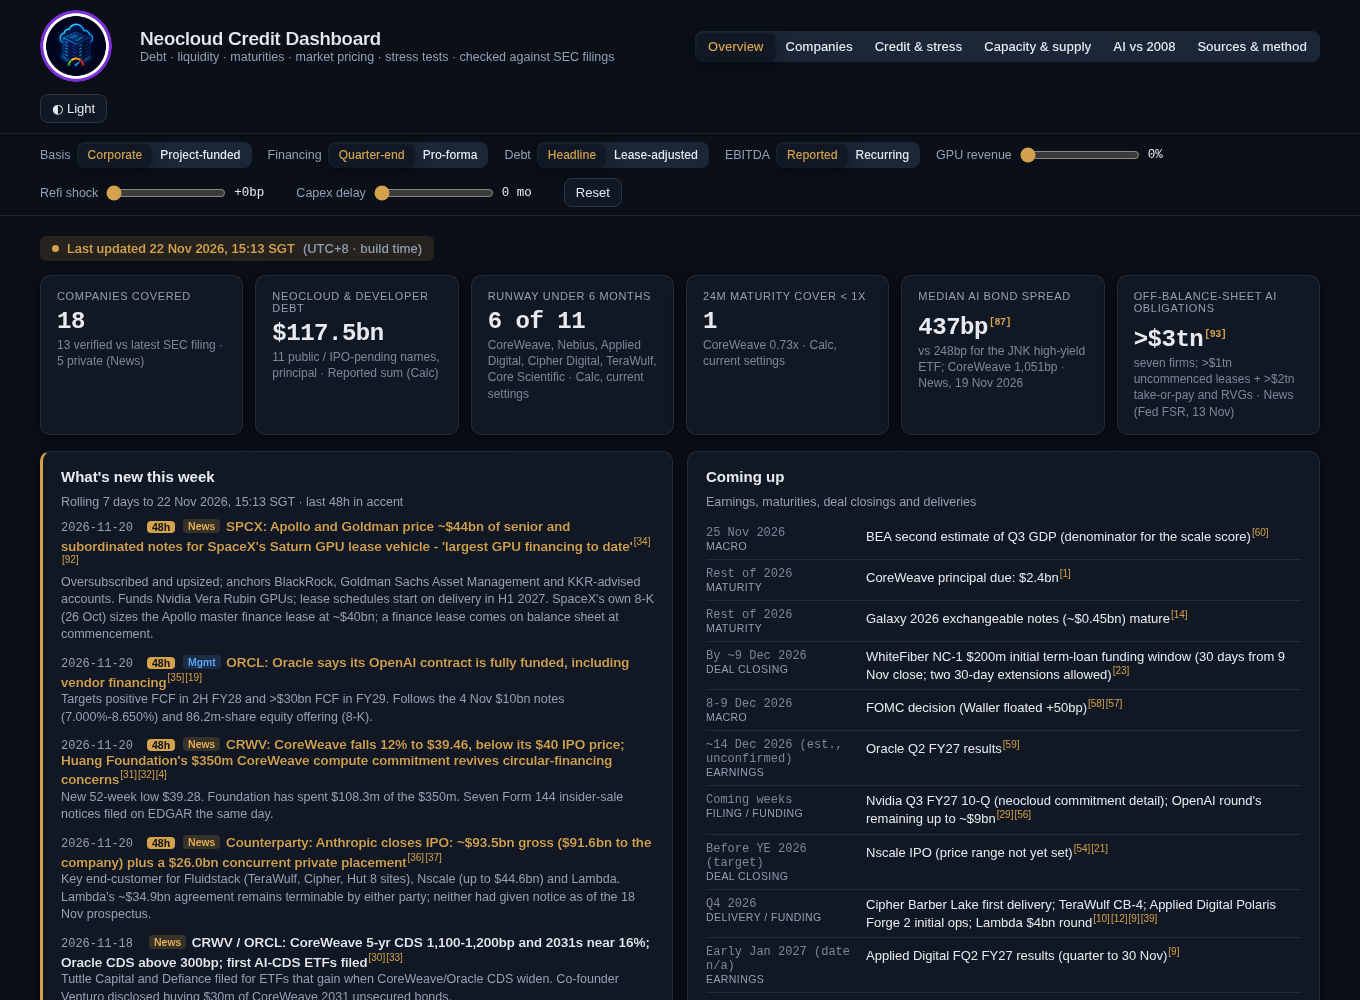 Neocloud Credit Dashboard
Debt · liquidity · maturities · market pricing · stress tests · checked against SEC filings
Overview Companies Credit & stress Capacity & supply AI vs 2008 Sources & method
◐ Light
Basis Corporate Project-funded Financing Quarter-end Pro-forma Debt Headline Lease-adjusted EBITDA Reported Recurring GPU revenue 0%
Refi shock +0bp Capex delay 0 mo Reset
Last updated 22 Nov 2026, 15:13 SGT (UTC+8 · build time)
COMPANIES COVERED
18
13 verified vs latest SEC filing ·
5 private (News)
NEOCLOUD & DEVELOPER
DEBT
$117.5bn
11 public / IPO-pending names,
principal · Reported sum (Calc)
RUNWAY UNDER 6 MONTHS
6 of 11
CoreWeave, Nebius, Applied
Digital, Cipher Digital, TeraWulf,
Core Scientific · Calc, current
settings
24M MATURITY COVER < 1X
1
CoreWeave 0.73x · Calc,
current settings
MEDIAN AI BOND SPREAD
437bp[87]
vs 248bp for the JNK high-yield
ETF; CoreWeave 1,051bp ·
News, 19 Nov 2026
OFF-BALANCE-SHEET AI
OBLIGATIONS
>$3tn[93]
seven firms; >$1tn
uncommenced leases + >$2tn
take-or-pay and RVGs · News
(Fed FSR, 13 Nov)
What's new this week
Rolling 7 days to 22 Nov 2026, 15:13 SGT · last 48h in accent
2026-11-20 48h News SPCX: Apollo and Goldman price ~$44bn of senior and
subordinated notes for SpaceX's Saturn GPU lease vehicle - 'largest GPU financing to date'[34]
[92]
Oversubscribed and upsized; anchors BlackRock, Goldman Sachs Asset Management and KKR-advised
accounts. Funds Nvidia Vera Rubin GPUs; lease schedules start on delivery in H1 2027. SpaceX's own 8-K
(26 Oct) sizes the Apollo master finance lease at ~$40bn; a finance lease comes on balance sheet at
commencement.
2026-11-20 48h Mgmt ORCL: Oracle says its OpenAI contract is fully funded, including
vendor financing[35][19]
Targets positive FCF in 2H FY28 and >$30bn FCF in FY29. Follows the 4 Nov $10bn notes
(7.000%-8.650%) and 86.2m-share equity offering (8-K).
2026-11-20 48h News CRWV: CoreWeave falls 12% to $39.46, below its $40 IPO price;
Huang Foundation's $350m CoreWeave compute commitment revives circular-financing
concerns[31][32][4]
New 52-week low $39.28. Foundation has spent $108.3m of the $350m. Seven Form 144 insider-sale
notices filed on EDGAR the same day.
2026-11-20 48h News Counterparty: Anthropic closes IPO: ~$93.5bn gross ($91.6bn to the
company) plus a $26.0bn concurrent private placement[36][37]
Key end-customer for Fluidstack (TeraWulf, Cipher, Hut 8 sites), Nscale (up to $44.6bn) and Lambda.
Lambda's ~$34.9bn agreement remains terminable by either party; neither had given notice as of the 18
Nov prospectus.
2026-11-18 News CRWV / ORCL: CoreWeave 5-yr CDS 1,100-1,200bp and 2031s near 16%;
Oracle CDS above 300bp; first AI-CDS ETFs filed[30][33]
Tuttle Capital and Defiance filed for ETFs that gain when CoreWeave/Oracle CDS widen. Co-founder
Venturo disclosed buying $30m of CoreWeave 2031 unsecured bonds.
Coming up
Earnings, maturities, deal closings and deliveries
25 Nov 2026
MACRO
BEA second estimate of Q3 GDP (denominator for the scale score)[60]
Rest of 2026
MATURITY
CoreWeave principal due: $2.4bn[1]
Rest of 2026
MATURITY
Galaxy 2026 exchangeable notes (~$0.45bn) mature[14]
By ~9 Dec 2026
DEAL CLOSING
WhiteFiber NC-1 $200m initial term-loan funding window (30 days from 9
Nov close; two 30-day extensions allowed)[23]
8-9 Dec 2026
MACRO
FOMC decision (Waller floated +50bp)[58][57]
~14 Dec 2026 (est.,
unconfirmed)
EARNINGS
Oracle Q2 FY27 results[59]
Coming weeks
FILING / FUNDING
Nvidia Q3 FY27 10-Q (neocloud commitment detail); OpenAI round's
remaining up to ~$9bn[29][56]
Before YE 2026
(target)
DEAL CLOSING
Nscale IPO (price range not yet set)[54][21]
Q4 2026
DELIVERY / FUNDING
Cipher Barber Lake first delivery; TeraWulf CB-4; Applied Digital Polaris
Forge 2 initial ops; Lambda $4bn round[10][12][9][39]
Early Jan 2027 (date
n/a)
EARNINGS
Applied Digital FQ2 FY27 results (quarter to 30 Nov)[9]